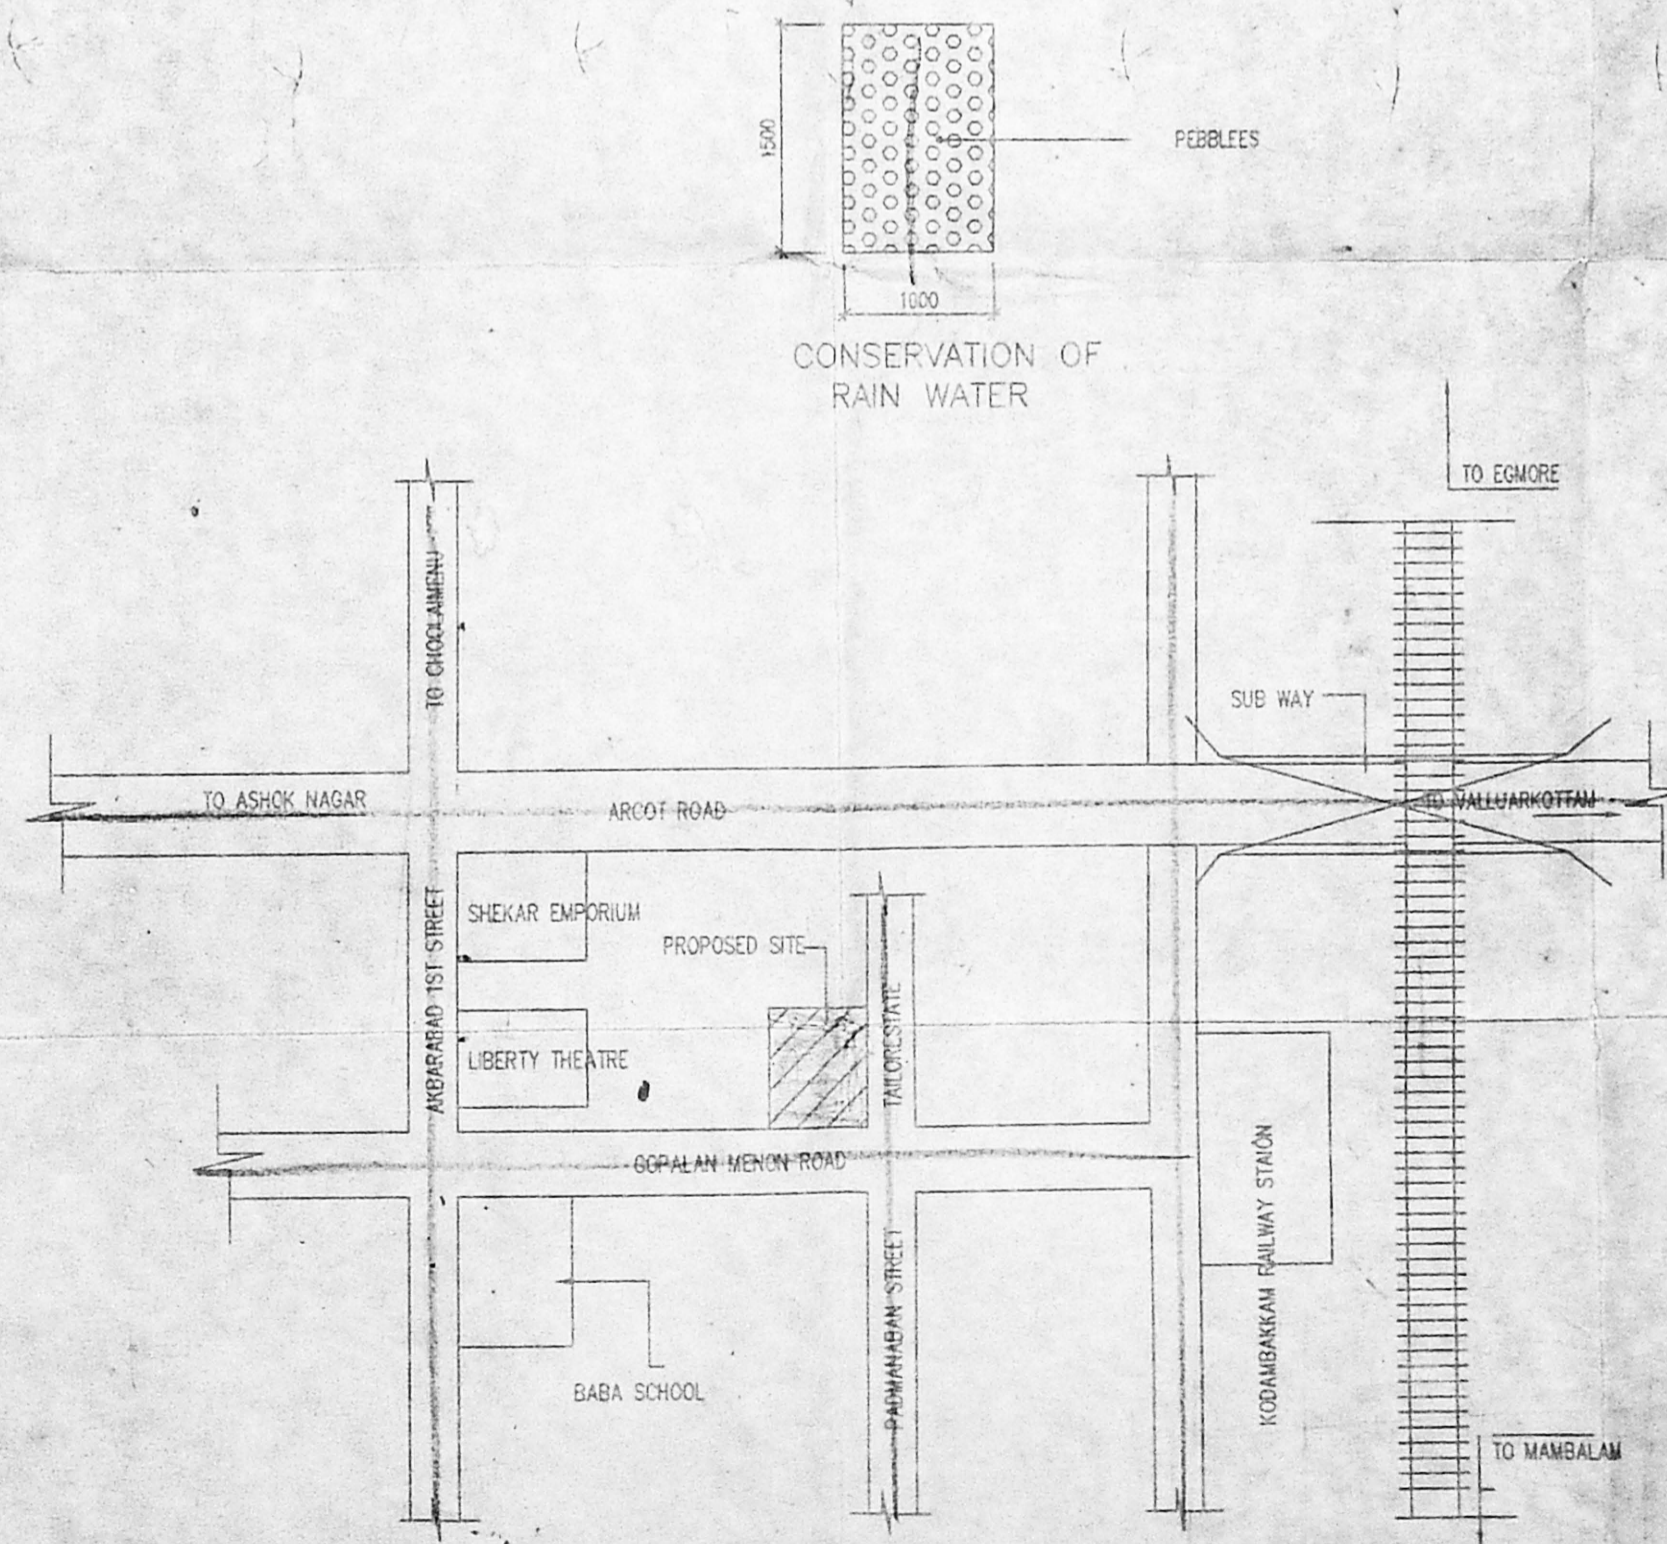 1500
PEBBLEES
1000
CONSERVATION OF
RAIN WATER
TO EGMORE
TO CHOOLAIMENU
SUB WAY
TO ASHOK NAGAR
ARCOT ROAD
TO VALLUARKOTTAM
SHEKAR EMPORIUM
PROPOSED SITE
AKBARABAD 1ST STREET
TAILORESTATE
LIBERTY THEATRE
GOPALAN MENON ROAD
KODAMBAKKAM RAILWAY STAION
PADMANABAN STREET
BABA SCHOOL
TO MAMBALAM